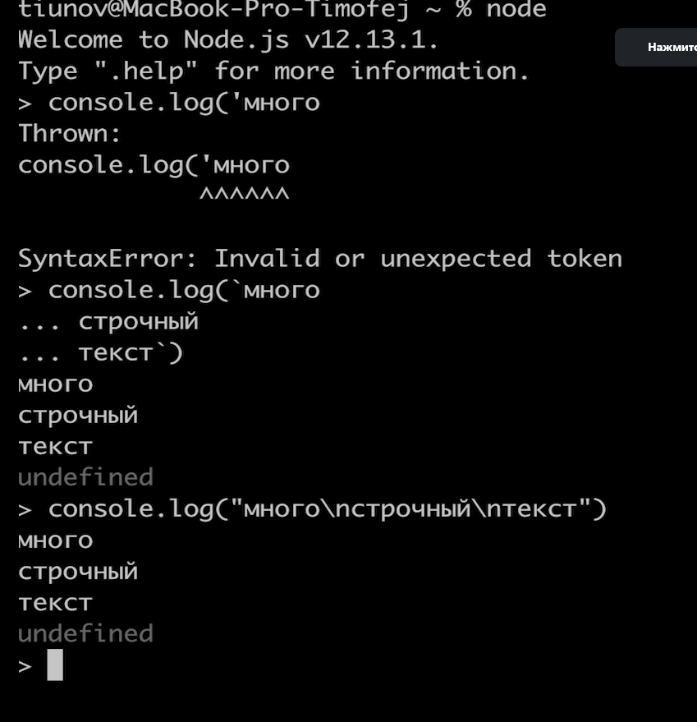 tiunov@MacBook-Pro-Timofej ~ % node
Welcome to Node.js v12.13.1.
Нажмите
Type ".help" for more information.
> console.log('много
Thrown:
console.log('много
^^^^^^
SyntaxError: Invalid or unexpected token
> console.log(`много
... строчный
... текст`)
много
строчный
текст
undefined
> console.log("много\nстрочный\nтекст")
много
строчный
текст
undefined
>